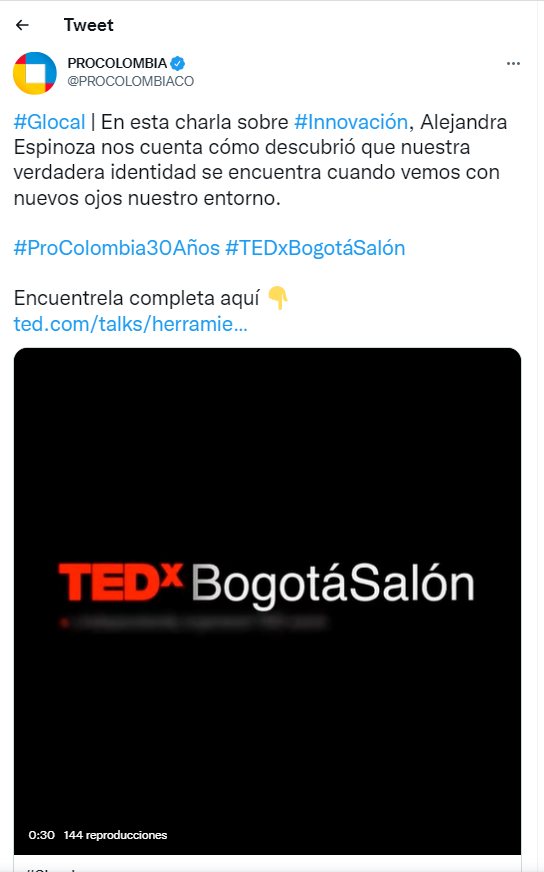 Tweet
PROCOLOMBIA
@PROCOLOMBIACO
#Glocal | En esta charla sobre #Innovación, Alejandra
Espinoza nos cuenta cómo descubrió que nuestra
verdadera identidad se encuentra cuando vemos con
nuevos ojos nuestro entorno.
#ProColombia30Años #TEDxBogotáSalón
Encuentrela completa aquí 👇
ted.com/talks/herramie...
TEDx BogotáSalón
0:30 144 reproducciones